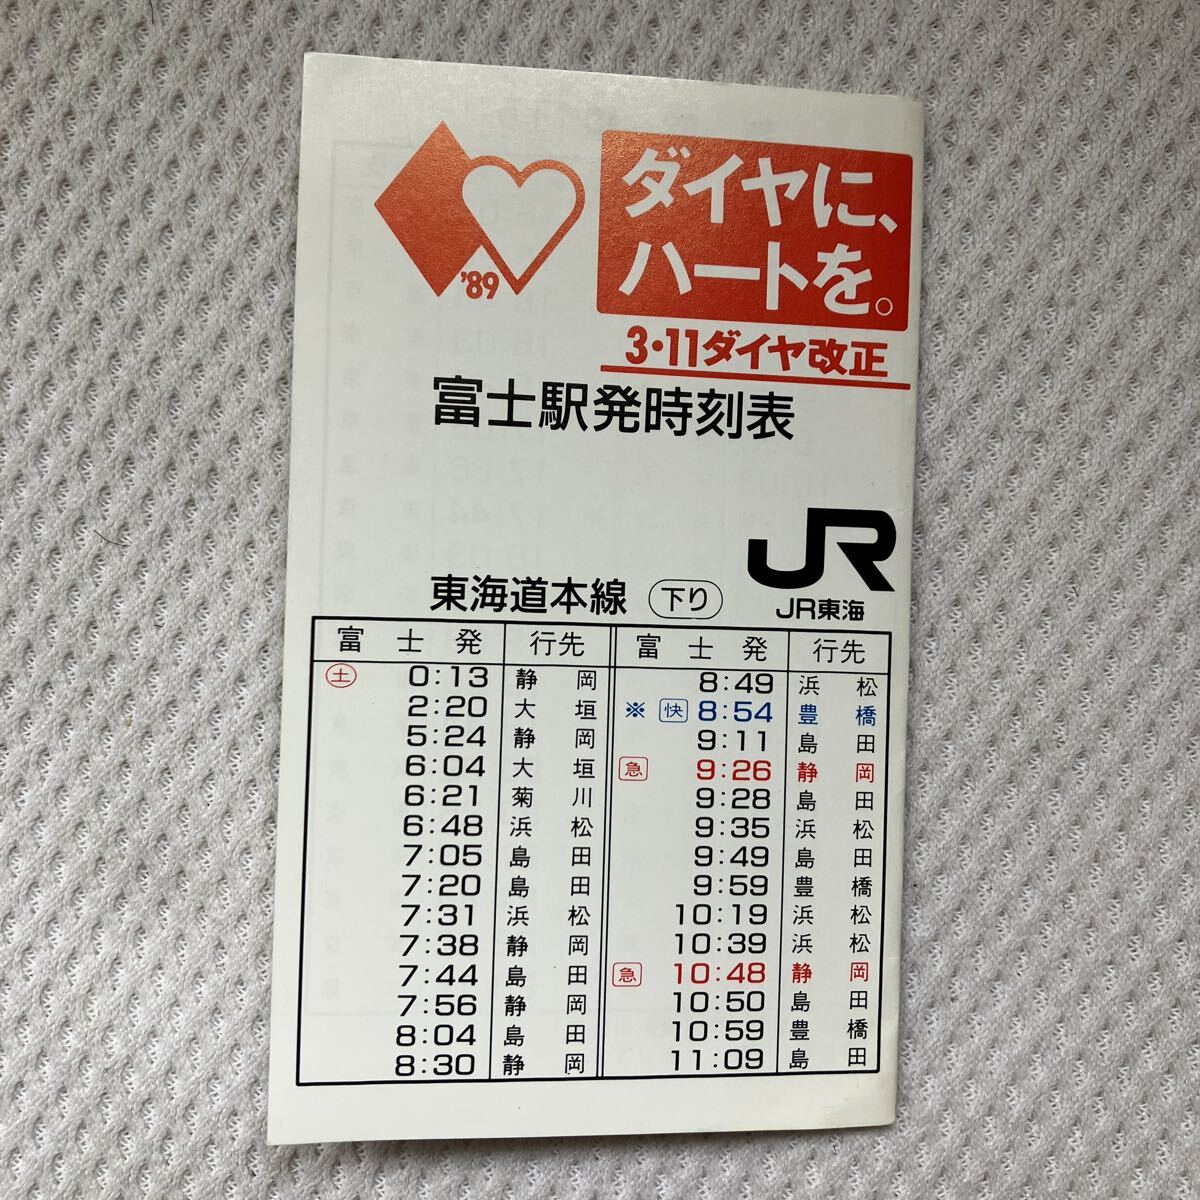 '89
ダイヤに、
ハートを。
3・11ダイヤ改正
富士駅発時刻表
JR
JR東海
東海道本線 下り
富士発 行先 富士発 行先
土 0:13 静岡 8:49 浜松
2:20 大垣 ※ 快 8:54 豊橋
5:24 静岡 9:11 島田
6:04 大垣 急 9:26 静岡
6:21 菊川 9:28 島田
6:48 浜松 9:35 浜松
7:05 島田 9:49 島田
7:20 島田 9:59 豊橋
7:31 浜松 10:19 浜松
7:38 静岡 10:39 浜松
7:44 島田 急 10:48 静岡
7:56 静岡 10:50 島田
8:04 島田 10:59 豊橋
8:30 静岡 11:09 島田